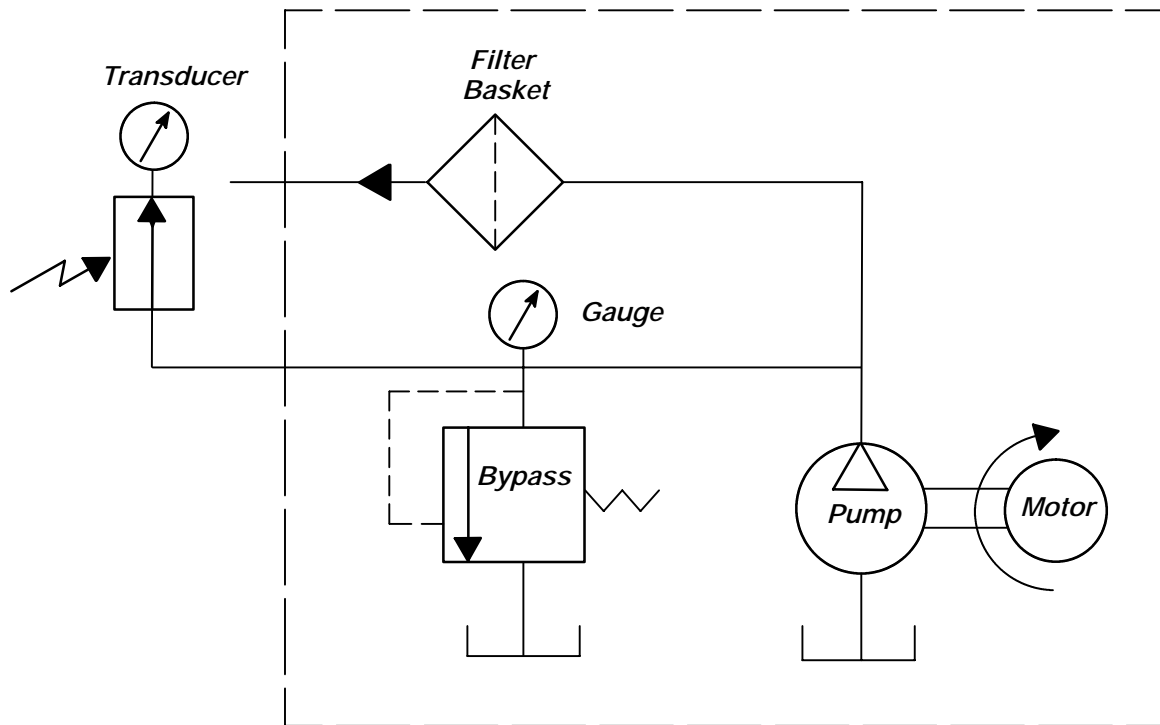 Transducer
Filter
Basket
Gauge
Bypass
Pump
Motor